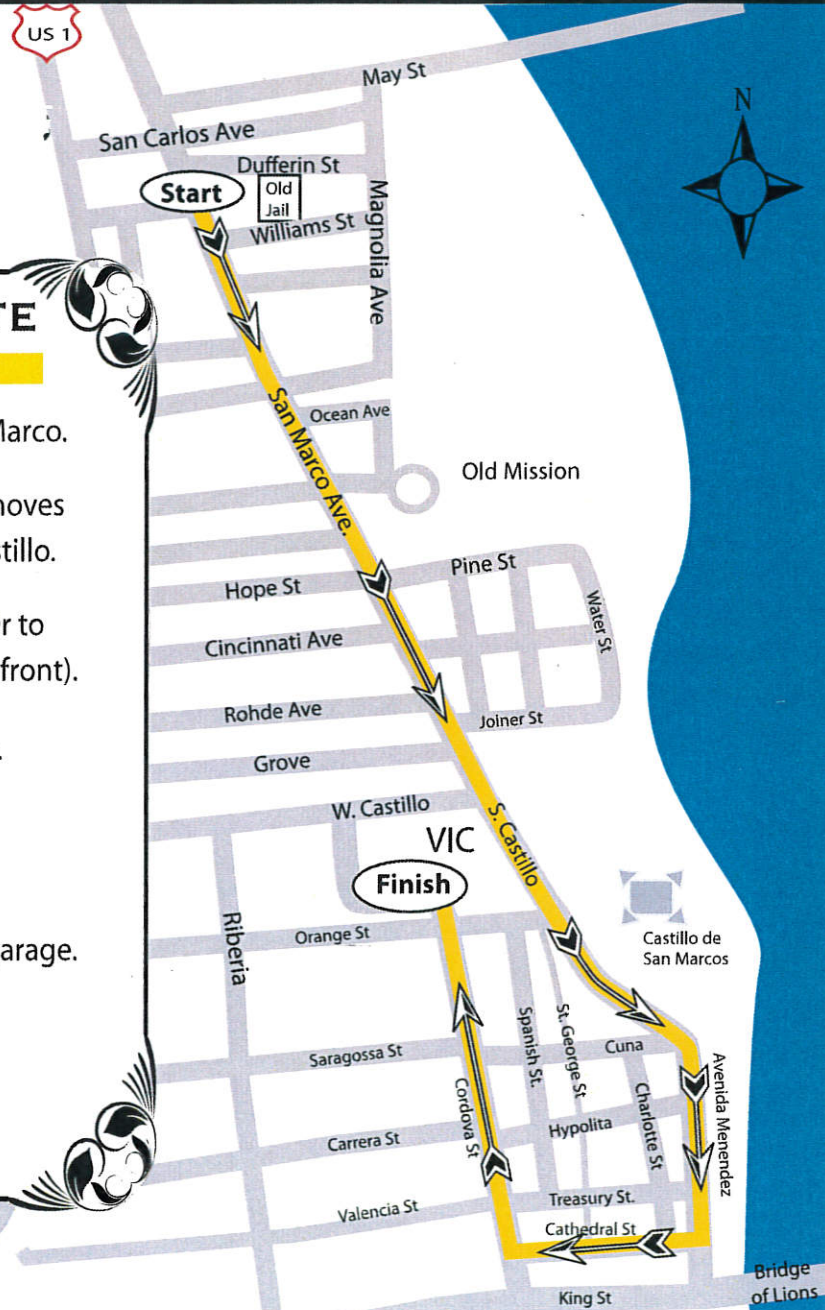 US 1
May St
N
San Carlos Ave
Dufferin St
Start
Old
Jail
Magnolia Ave
Williams St
TE
Marco.
San Marco Ave.
Ocean Ave
Old Mission
noves
stillo.
Hope St
Pine St
Water St
r to
Cincinnati Ave
front).
Rohde Ave
Joiner St
Grove
W. Castillo
S. Castillo
VIC
Finish
Castillo de
San Marcos
Riberia
Orange St
arage.
Spanish St.
St. George St
Saragossa St
Cuna
Avenida Menendez
Cordova St
Charlotte St
Carrera St
Hypolita
Valencia St
Treasury St.
Cathedral St
Bridge
of Lions
King St